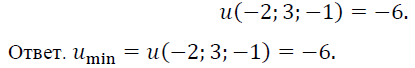 u(−2; 3; −1) = −6.
Ответ. u_min = u(−2; 3; −1) = −6.